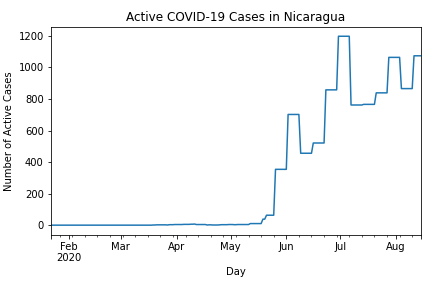 Active COVID-19 Cases in Nicaragua
Number of Active Cases
1200
1000
800
600
400
200
0
Feb Mar Apr May Jun Jul Aug
2020
Day